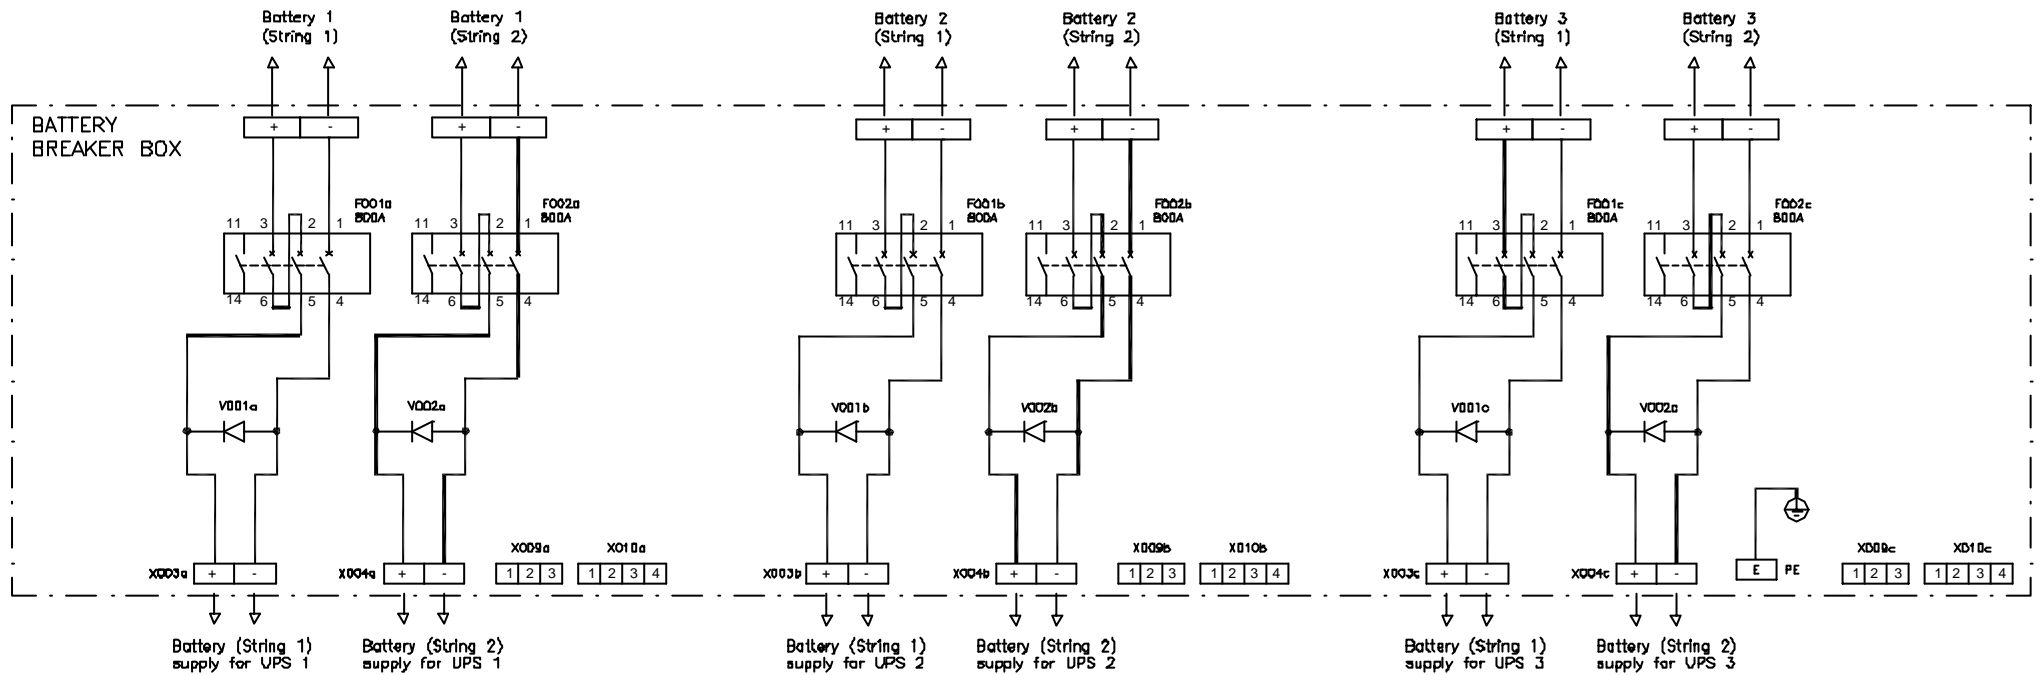 Battery 1
(String 1)
Battery 1
(String 2)
Battery 2
(String 1)
Battery 2
(String 2)
Battery 3
(String 1)
Battery 3
(String 2)
BATTERY
BREAKER BOX
+ -
+ -
+ -
+ -
+ -
+ -
F001a
800A
11 3 2 1
14 6 5 4
F002a
800A
11 3 2 1
14 6 5 4
F001b
800A
11 3 2 1
14 6 5 4
F002b
800A
11 3 2 1
14 6 5 4
F001c
800A
11 3 2 1
14 6 5 4
F002c
800A
11 3 2 1
14 6 5 4
V001a
V002a
V001b
V002b
V001c
V002c
X003a + -
X004a + -
X009a
1 2 3
X010a
1 2 3 4
X003b + -
X004b + -
X009b
1 2 3
X010b
1 2 3 4
X003c + -
X004c + -
E PE
X009c
1 2 3
X010c
1 2 3 4
Battery (String 1)
supply for UPS 1
Battery (String 2)
supply for UPS 1
Battery (String 1)
supply for UPS 2
Battery (String 2)
supply for UPS 2
Battery (String 1)
supply for UPS 3
Battery (String 2)
supply for UPS 3